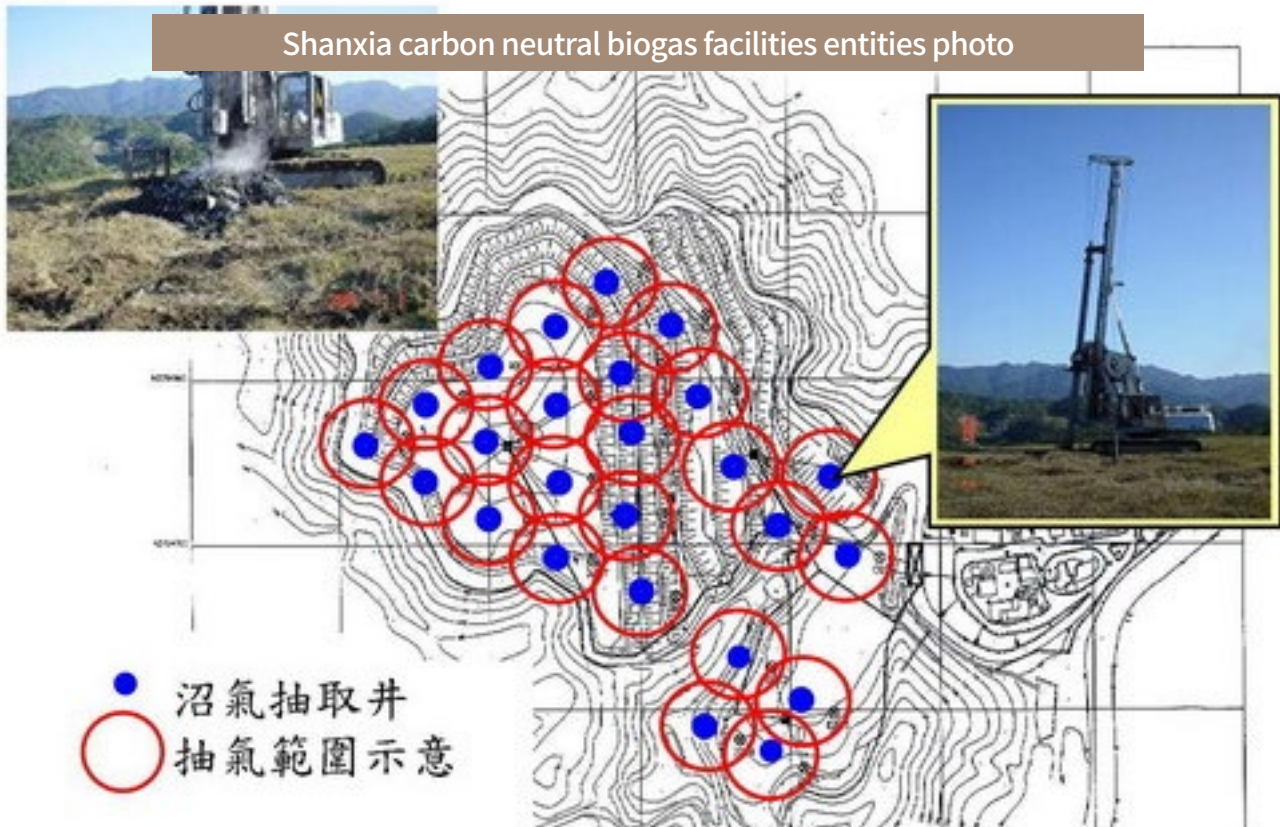 Shanxia carbon neutral biogas facilities entities photo
沼氣抽取井
抽氣範圍示意